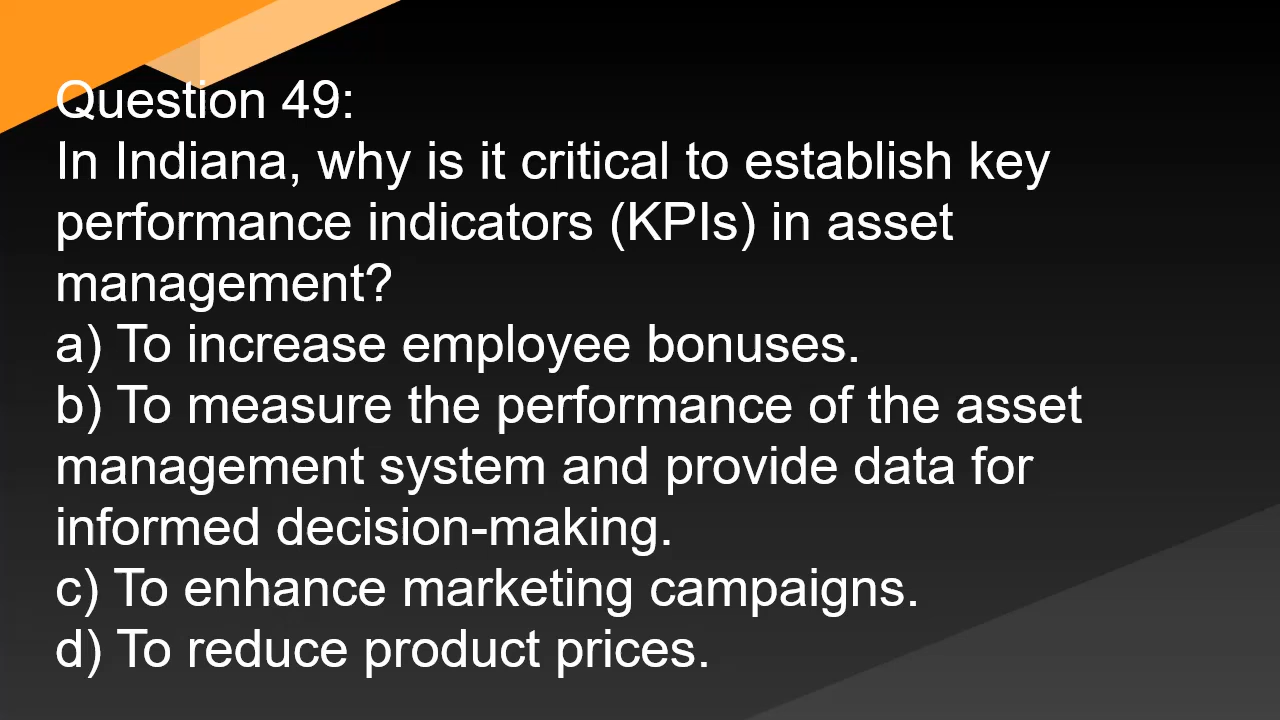 Question 49:
In Indiana, why is it critical to establish key
performance indicators (KPIs) in asset
management?
a) To increase employee bonuses.
b) To measure the performance of the asset
management system and provide data for
informed decision-making.
c) To enhance marketing campaigns.
d) To reduce product prices.